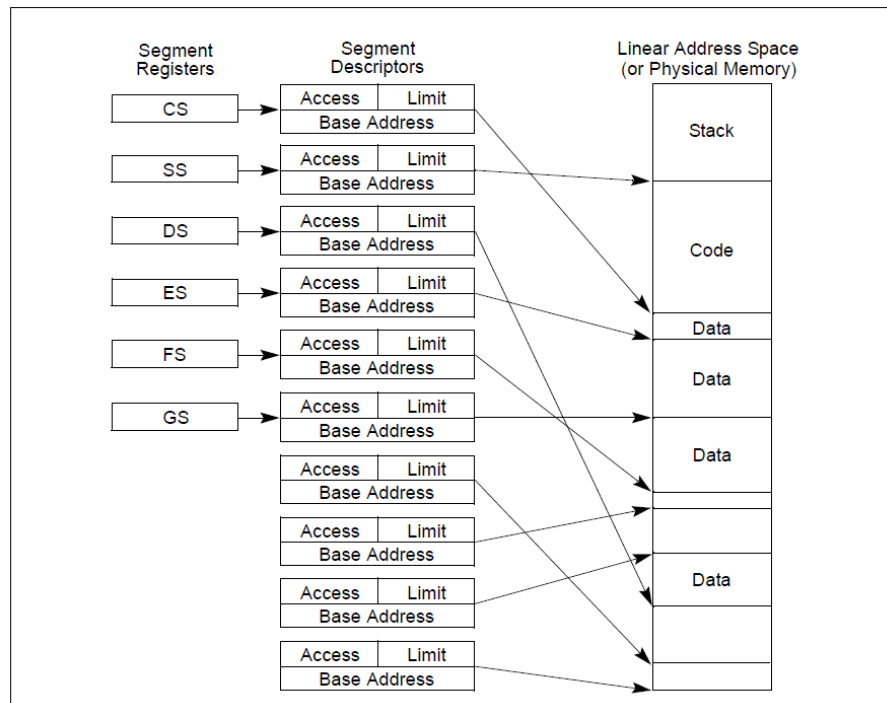 Segment
Registers
Segment
Descriptors
Linear Address Space
(or Physical Memory)
CS
Access Limit
Base Address
Stack
SS
Access Limit
Base Address
DS
Access Limit
Base Address
Code
ES
Access Limit
Base Address
Data
FS
Access Limit
Base Address
Data
GS
Access Limit
Base Address
Data
Access Limit
Base Address
Access Limit
Base Address
Access Limit
Base Address
Data
Access Limit
Base Address